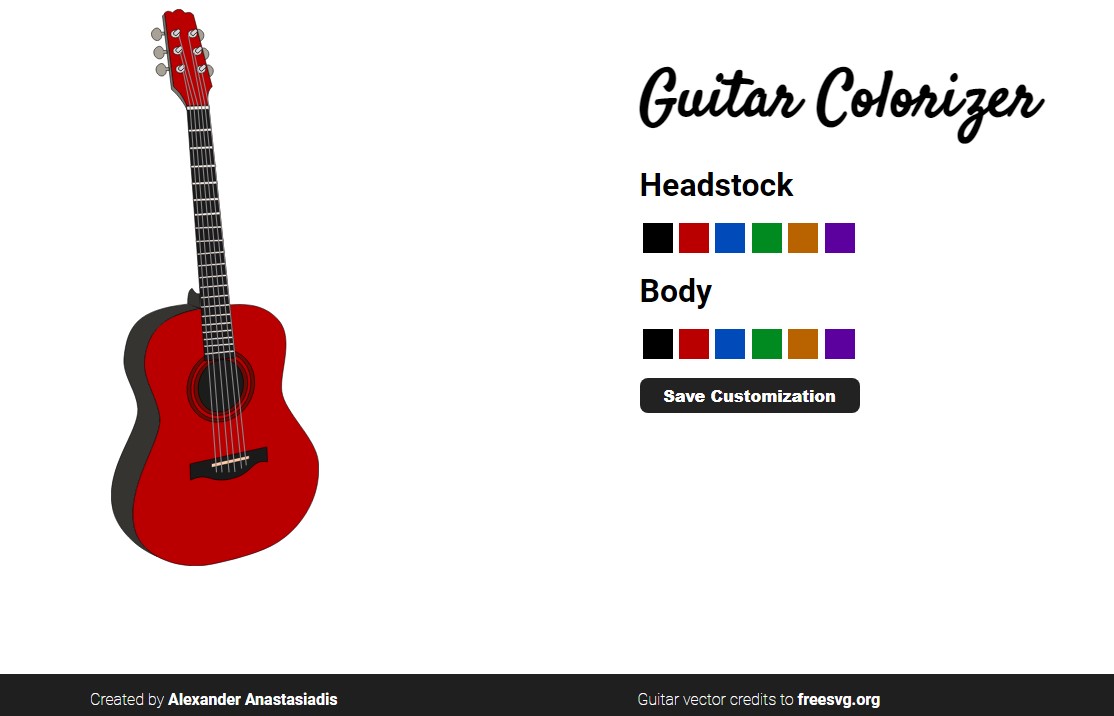 Guitar Colorizer
Headstock
Body
Save Customization
Created by Alexander Anastasiadis
Guitar vector credits to freesvg.org